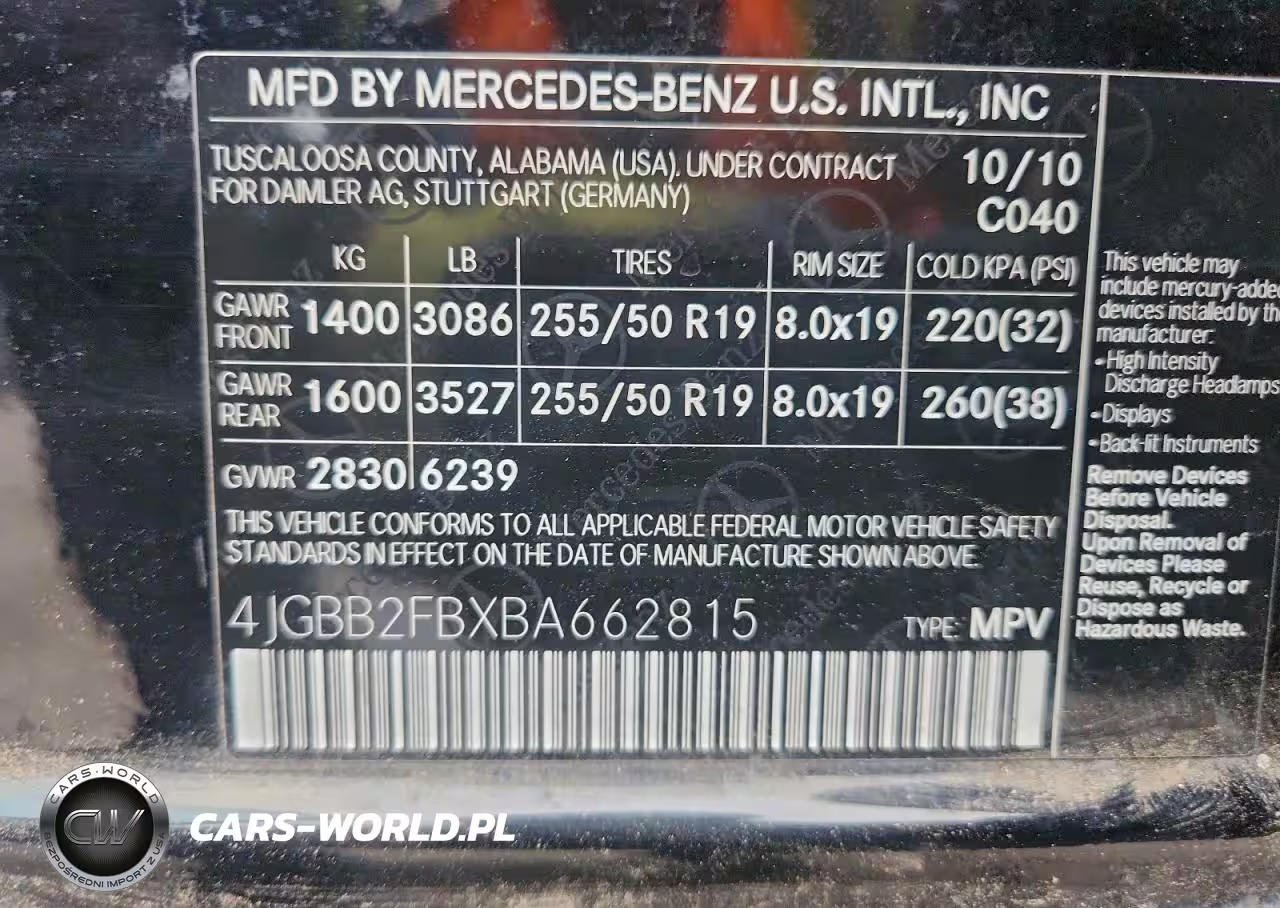 MFD BY MERCEDES-BENZ U.S. INTL., INC
TUSCALOOSA COUNTY, ALABAMA (USA). UNDER CONTRACT
FOR DAIMLER AG, STUTTGART (GERMANY)
10/10
C040
KG LB TIRES RIM SIZE COLD KPA (PSI)
GAWR FRONT 1400 3086 255/50 R19 8.0x19 220(32)
GAWR REAR 1600 3527 255/50 R19 8.0x19 260(38)
GVWR 2830 6239
THIS VEHICLE CONFORMS TO ALL APPLICABLE FEDERAL MOTOR VEHICLE SAFETY
STANDARDS IN EFFECT ON THE DATE OF MANUFACTURE SHOWN ABOVE.
4JGBB2FBXBA662815 TYPE: MPV
This vehicle may
include mercury-added
devices installed by the
manufacturer:
•High Intensity
Discharge Headlamps
•Displays
•Back-lit Instruments
Remove Devices
Before Vehicle
Disposal.
Upon Removal of
Devices Please
Reuse, Recycle or
Dispose as
Hazardous Waste.
CARS-WORLD
CW
BEZPOŚREDNI IMPORT Z USA
CARS-WORLD.PL